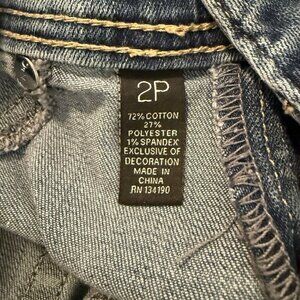 2P
72% COTTON
27%
POLYESTER
1% SPANDEX
EXCLUSIVE OF
DECORATION
MADE IN
CHINA
RN 134190